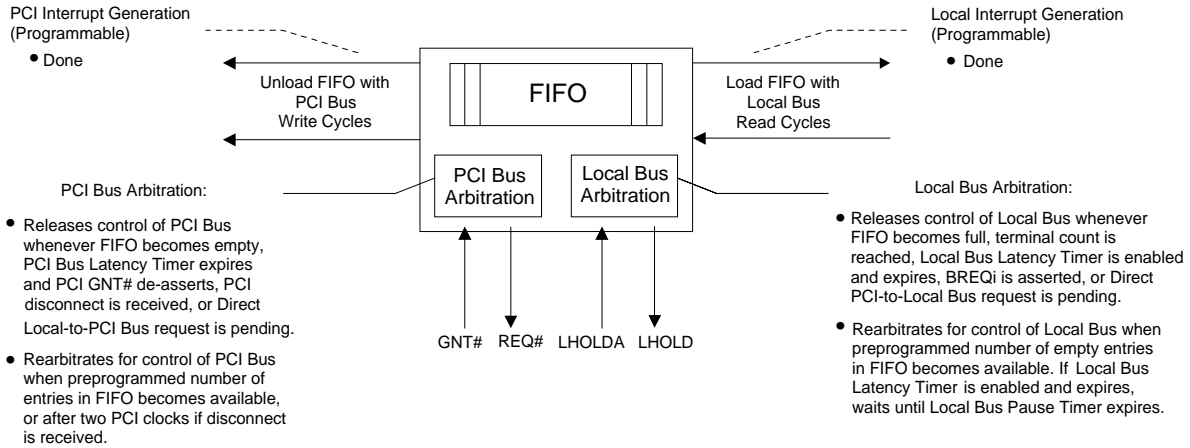 PCI Interrupt Generation
(Programmable)
• Done
Local Interrupt Generation
(Programmable)
• Done
Unload FIFO with
PCI Bus
Write Cycles
FIFO
Load FIFO with
Local Bus
Read Cycles
PCI Bus
Arbitration
Local Bus
Arbitration
GNT# REQ# LHOLDA LHOLD
PCI Bus Arbitration:
• Releases control of PCI Bus
whenever FIFO becomes empty,
PCI Bus Latency Timer expires
and PCI GNT# de-asserts, PCI
disconnect is received, or Direct
Local-to-PCI Bus request is pending.
• Rearbitrates for control of PCI Bus
when preprogrammed number of
entries in FIFO becomes available,
or after two PCI clocks if disconnect
is received.
Local Bus Arbitration:
• Releases control of Local Bus whenever
FIFO becomes full, terminal count is
reached, Local Bus Latency Timer is enabled
and expires, BREQi is asserted, or Direct
PCI-to-Local Bus request is pending.
• Rearbitrates for control of Local Bus when
preprogrammed number of empty entries
in FIFO becomes available. If Local Bus
Latency Timer is enabled and expires,
waits until Local Bus Pause Timer expires.